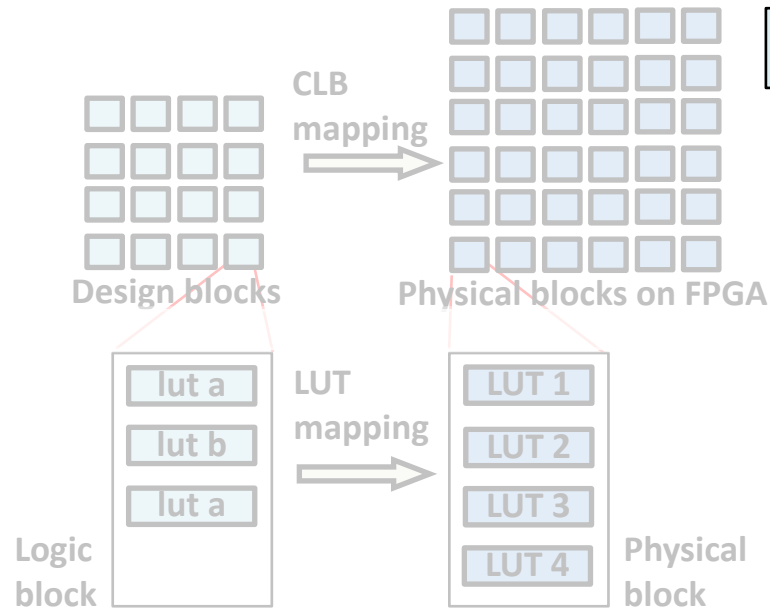 CLB
mapping
Design blocks
Physical blocks on FPGA
lut a
lut b
lut a
LUT
mapping
LUT 1
LUT 2
LUT 3
LUT 4
Logic
block
Physical
block